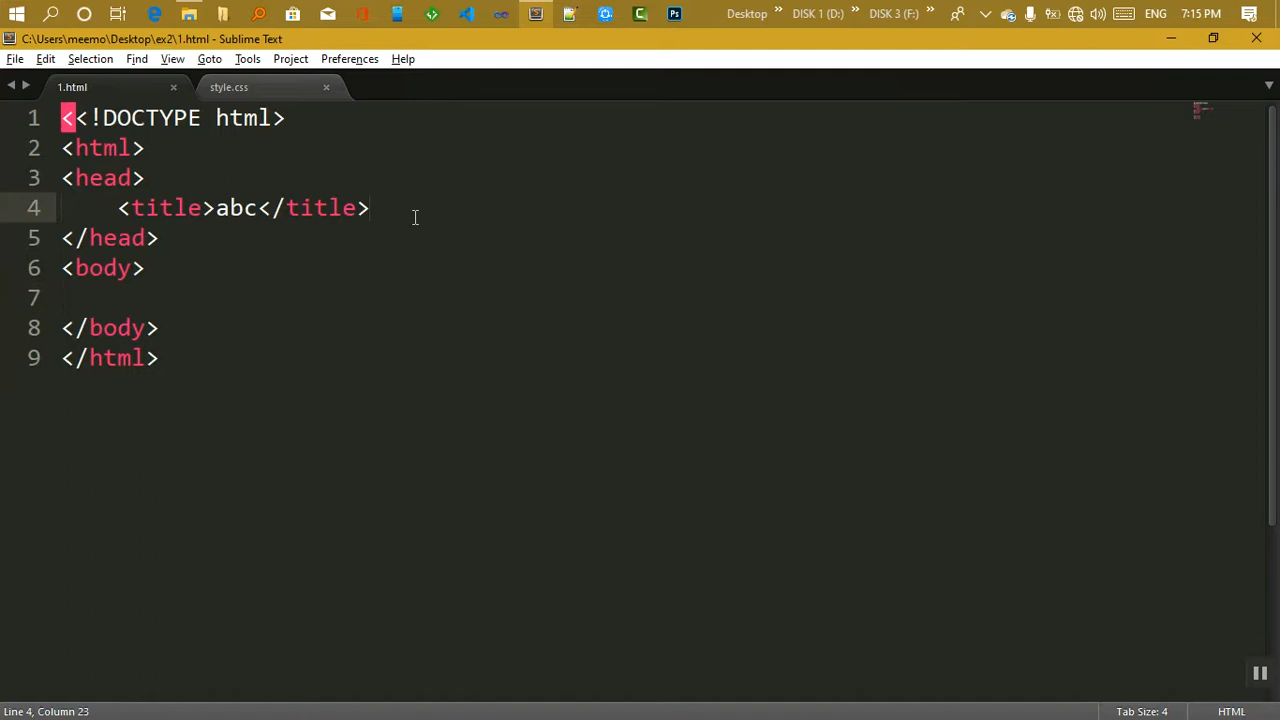 Desktop
DISK 1 (D:)
DISK 3 (F:)
ENG
7:15 PM
C:\Users\meemo\Desktop\ex2\1.html - Sublime Text
File Edit Selection Find View Goto Tools Project Preferences Help
1.html
style.css
1 <<!DOCTYPE html>
2 <html>
3 <head>
4     <title>abc</title>
5 </head>
6 <body>
7
8 </body>
9 </html>
Line 4, Column 23
Tab Size: 4
HTML